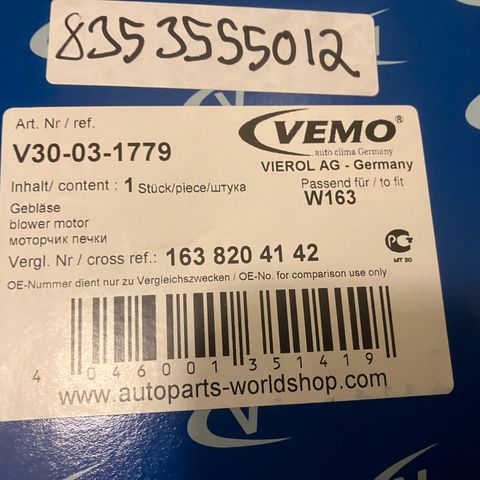 83535S5012
Art. Nr / ref.
V30-03-1779
VEMO
auto clima Germany
VIEROL AG - Germany
Inhalt/ content : 1 Stück/piece/штука
Passend für / to fit
W163
Gebläse
blower motor
моторчик печки
Vergl. Nr / cross ref.: 163 820 41 42
OE-Nummer dient nur zu Vergleichszwecken / OE-No. for comparison use only
МТ 20
4 046001 351419
www.autoparts-worldshop.com